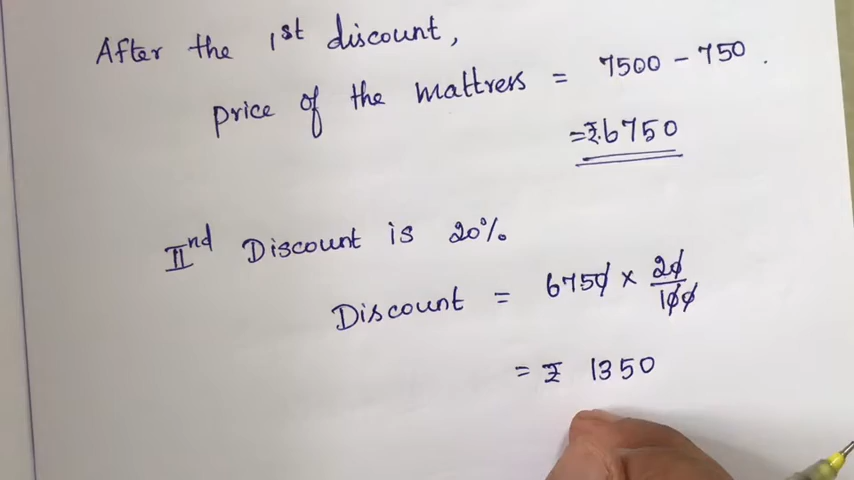 After the 1st discount,
price of the mattress = 7500 - 750.
=₹.6750
IInd Discount is 20%.
Discount = 6750 × 20/100
= ₹ 1350